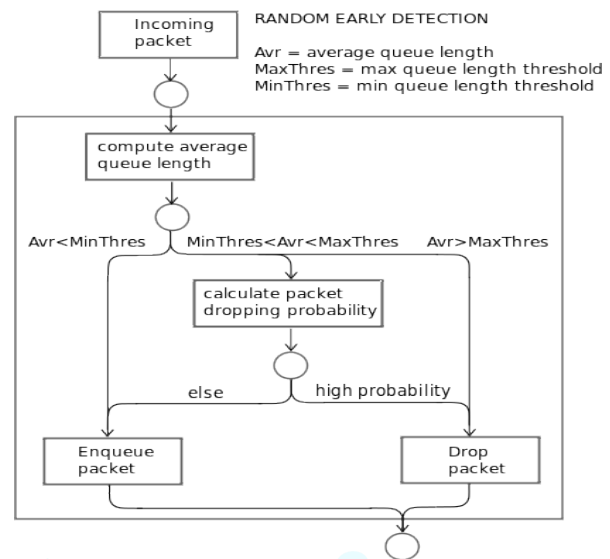 Incoming
packet
RANDOM EARLY DETECTION
Avr = average queue length
MaxThres = max queue length threshold
MinThres = min queue length threshold
compute average
queue length
Avr<MinThres
MinThres<Avr<MaxThres
Avr>MaxThres
calculate packet
dropping probability
else
high probability
Enqueue
packet
Drop
packet